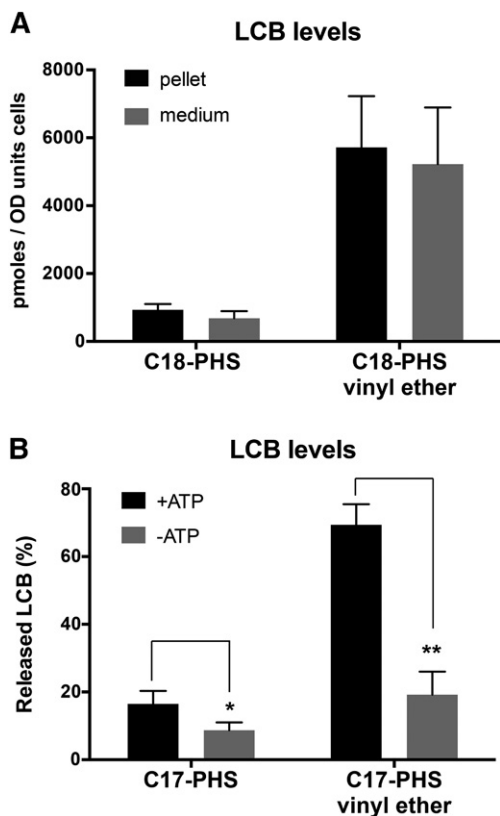 A
LCB levels
pmoles / OD units cells
8000
6000
4000
2000
0
pellet
medium
C18-PHS
C18-PHS
vinyl ether
B
LCB levels
Released LCB (%)
80
60
40
20
0
+ATP
-ATP
*
**
C17-PHS
C17-PHS
vinyl ether